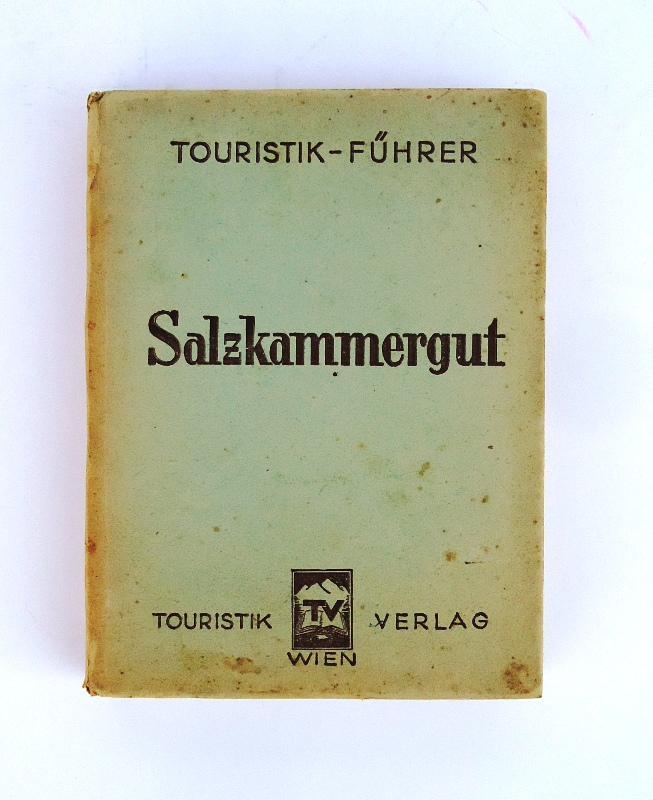 TOURISTIK-FÜHRER
Salzkammergut
TOURISTIK TV VERLAG
WIEN